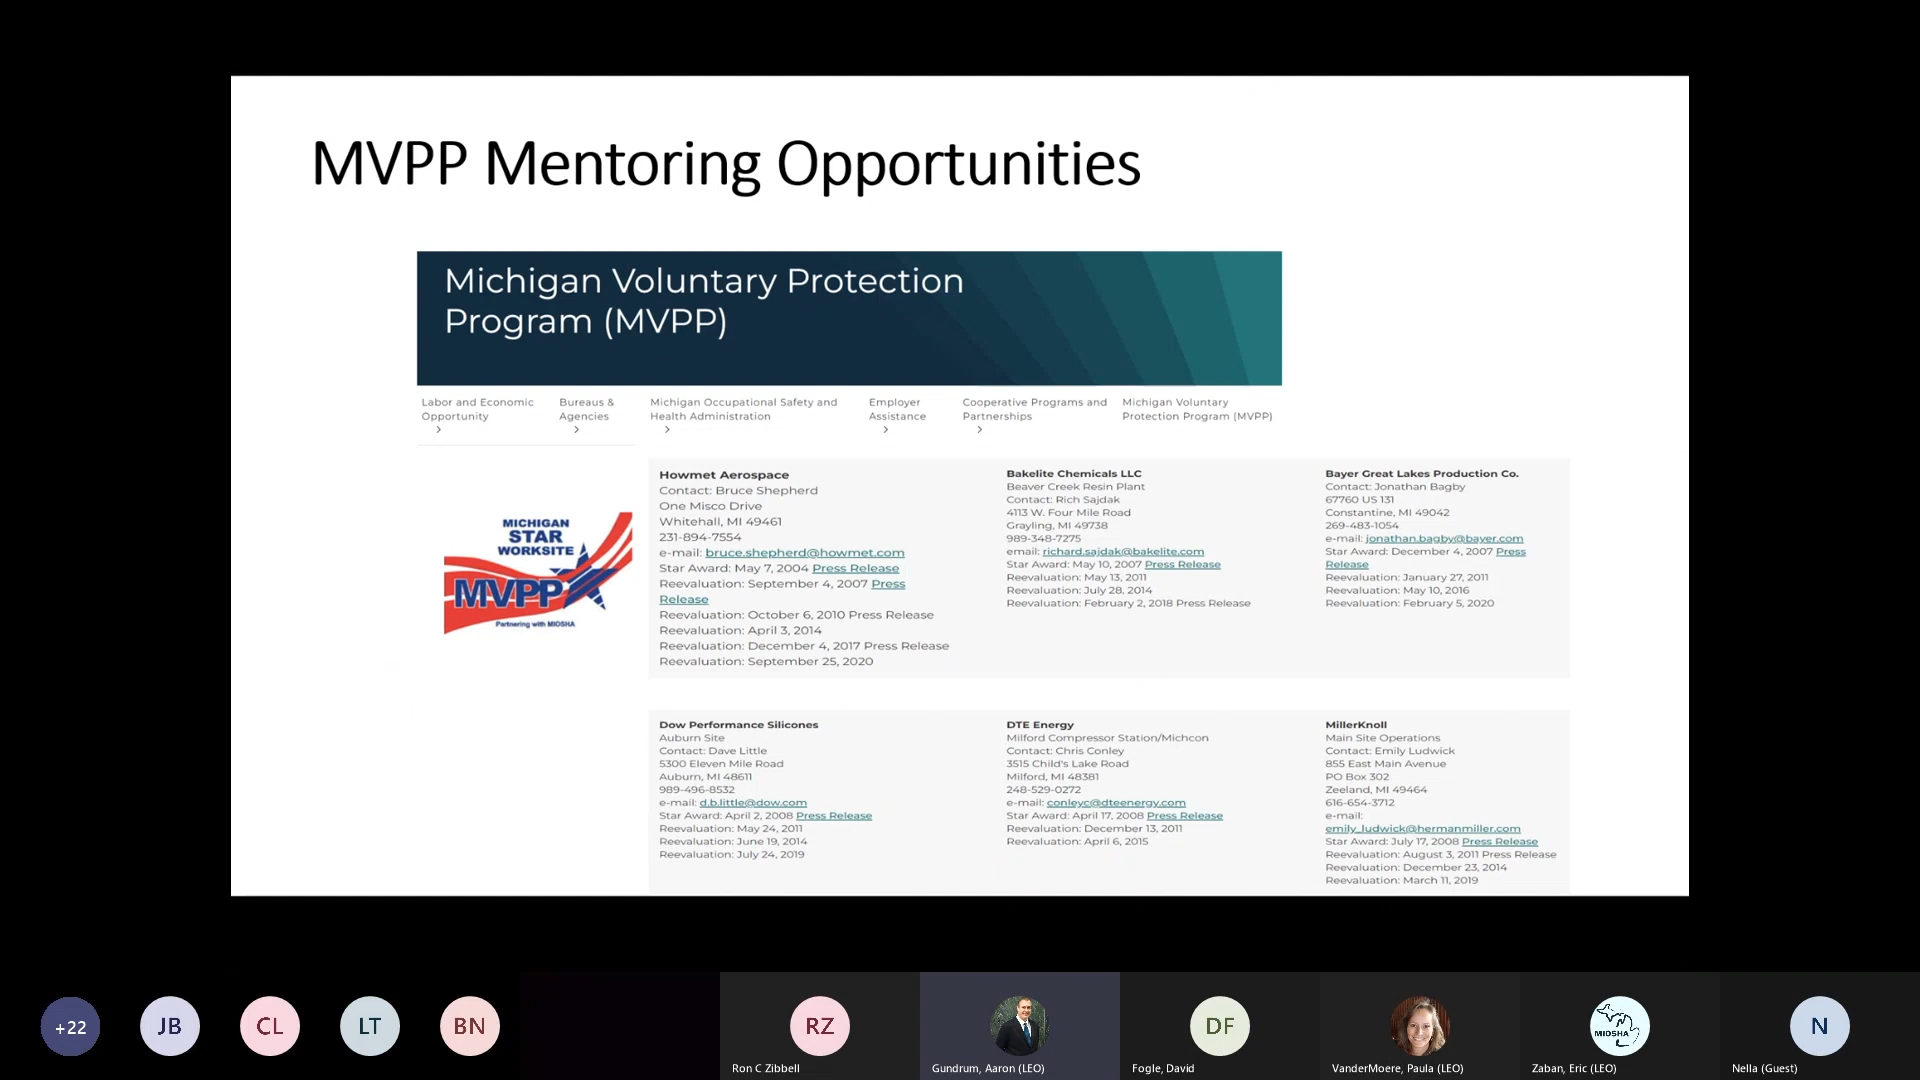 MVPP Mentoring Opportunities
Michigan Voluntary Protection
Program (MVPP)
Labor and Economic
Opportunity
Bureaus &
Agencies
Michigan Occupational Safety and
Health Administration
Employer
Assistance
Cooperative Programs and
Partnerships
Michigan Voluntary
Protection Program (MVPP)
MICHIGAN
STAR
WORKSITE
MVPP
Partnering with MIOSHA
Howmet Aerospace
Contact: Bruce Shepherd
One Misco Drive
Whitehall, MI 49461
231-894-7554
e-mail: bruce.shepherd@howmet.com
Star Award: May 7, 2004 Press Release
Reevaluation: September 4, 2007 Press
Release
Reevaluation: October 6, 2010 Press Release
Reevaluation: April 3, 2014
Reevaluation: December 4, 2017 Press Release
Reevaluation: September 25, 2020
Bakelite Chemicals LLC
Beaver Creek Resin Plant
Contact: Rich Sajdak
4113 W. Four Mile Road
Grayling, MI 49738
989-348-7275
email: richard.sajdak@bakelite.com
Star Award: May 10, 2007 Press Release
Reevaluation: May 13, 2011
Reevaluation: July 28, 2014
Reevaluation: February 2, 2018 Press Release
Bayer Great Lakes Production Co.
Contact: Jonathan Bagby
67760 US 131
Constantine, MI 49042
269-483-1054
e-mail: jonathan.bagby@bayer.com
Star Award: December 4, 2007 Press
Release
Reevaluation: January 27, 2011
Reevaluation: May 10, 2016
Reevaluation: February 5, 2020
Dow Performance Silicones
Auburn Site
Contact: Dave Little
5300 Eleven Mile Road
Auburn, MI 48611
989-496-8532
e-mail: d.b.little@dow.com
Star Award: April 2, 2008 Press Release
Reevaluation: May 24, 2011
Reevaluation: June 19, 2014
Reevaluation: July 24, 2019
DTE Energy
Milford Compressor Station/Michcon
Contact: Chris Conley
3515 Child's Lake Road
Milford, MI 48381
248-529-0272
e-mail: conleyc@dteenergy.com
Star Award: April 17, 2008 Press Release
Reevaluation: December 13, 2011
Reevaluation: April 6, 2015
MillerKnoll
Main Site Operations
Contact: Emily Ludwick
855 East Main Avenue
PO Box 302
Zeeland, MI 49464
616-654-3712
e-mail:
emily_ludwick@hermanmiller.com
Star Award: July 17, 2008 Press Release
Reevaluation: August 3, 2011 Press Release
Reevaluation: December 23, 2014
Reevaluation: March 11, 2019
+22
JB
CL
LT
BN
RZ
Ron C Zibbell
Gundrum, Aaron (LEO)
DF
Fogle, David
VanderMoere, Paula (LEO)
MIOSHA
Zaban, Eric (LEO)
N
Nella (Guest)